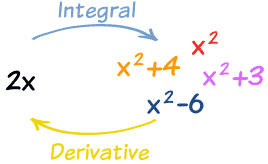 Integral
x²
x²+4
2x
x²+3
x²-6
Derivative